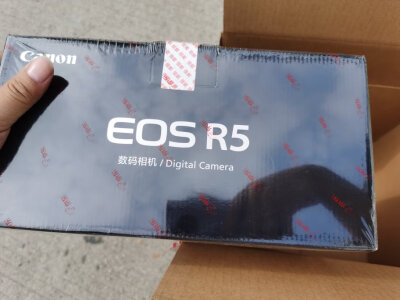 Canon
EOS R5
数码相机 / Digital Camera